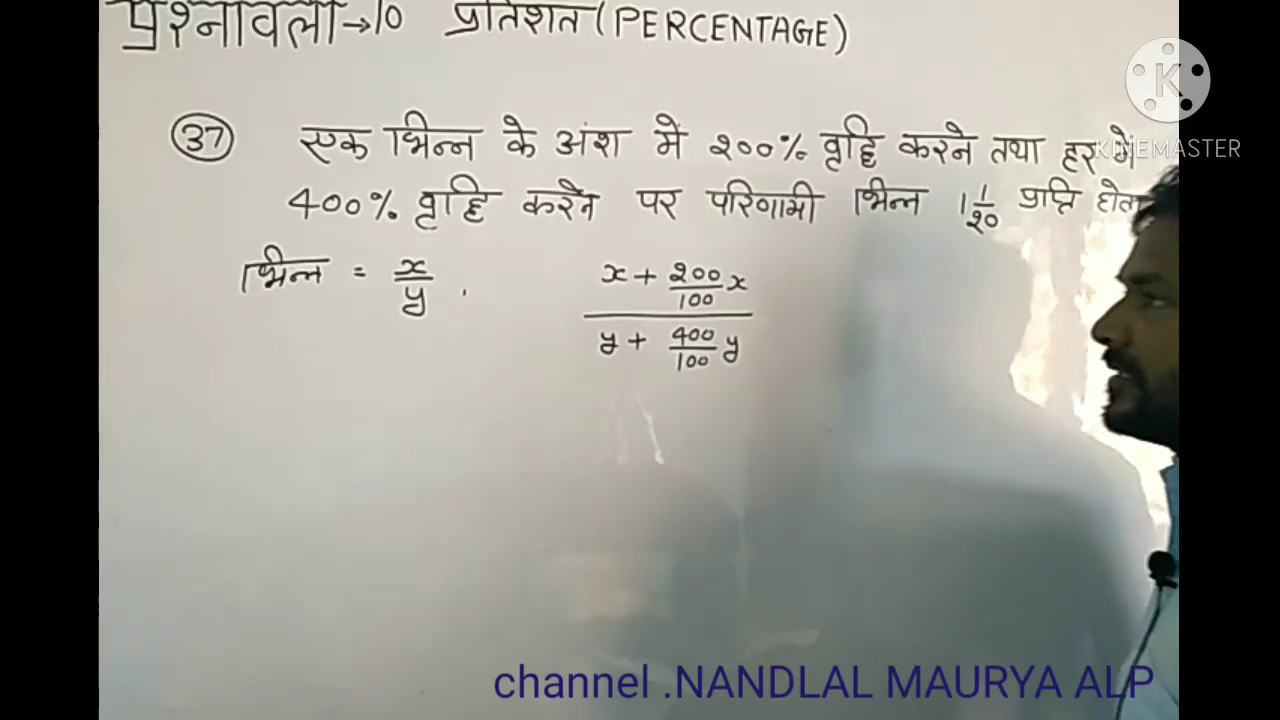 प्रश्नावली→10 प्रतिशत (PERCENTAGE)
K
KINEMASTER
(37) एक भिन्न के अंश में 200% वृद्धि करने तथा हर में
400% वृद्धि करने पर परिणामी भिन्न 1 1/20 प्राप्ति होता
भिन्न = x/y .
x + 200/100 x
y + 400/100 y
channel .NANDLAL MAURYA ALP